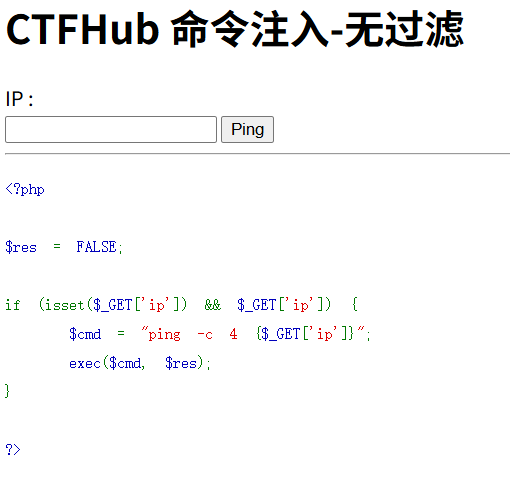 CTFHub 命令注入-无过滤
IP :
Ping
<?php
$res = FALSE;
if (isset($_GET['ip']) && $_GET['ip']) {
$cmd = "ping -c 4 {$_GET['ip']}";
exec($cmd, $res);
}
?>